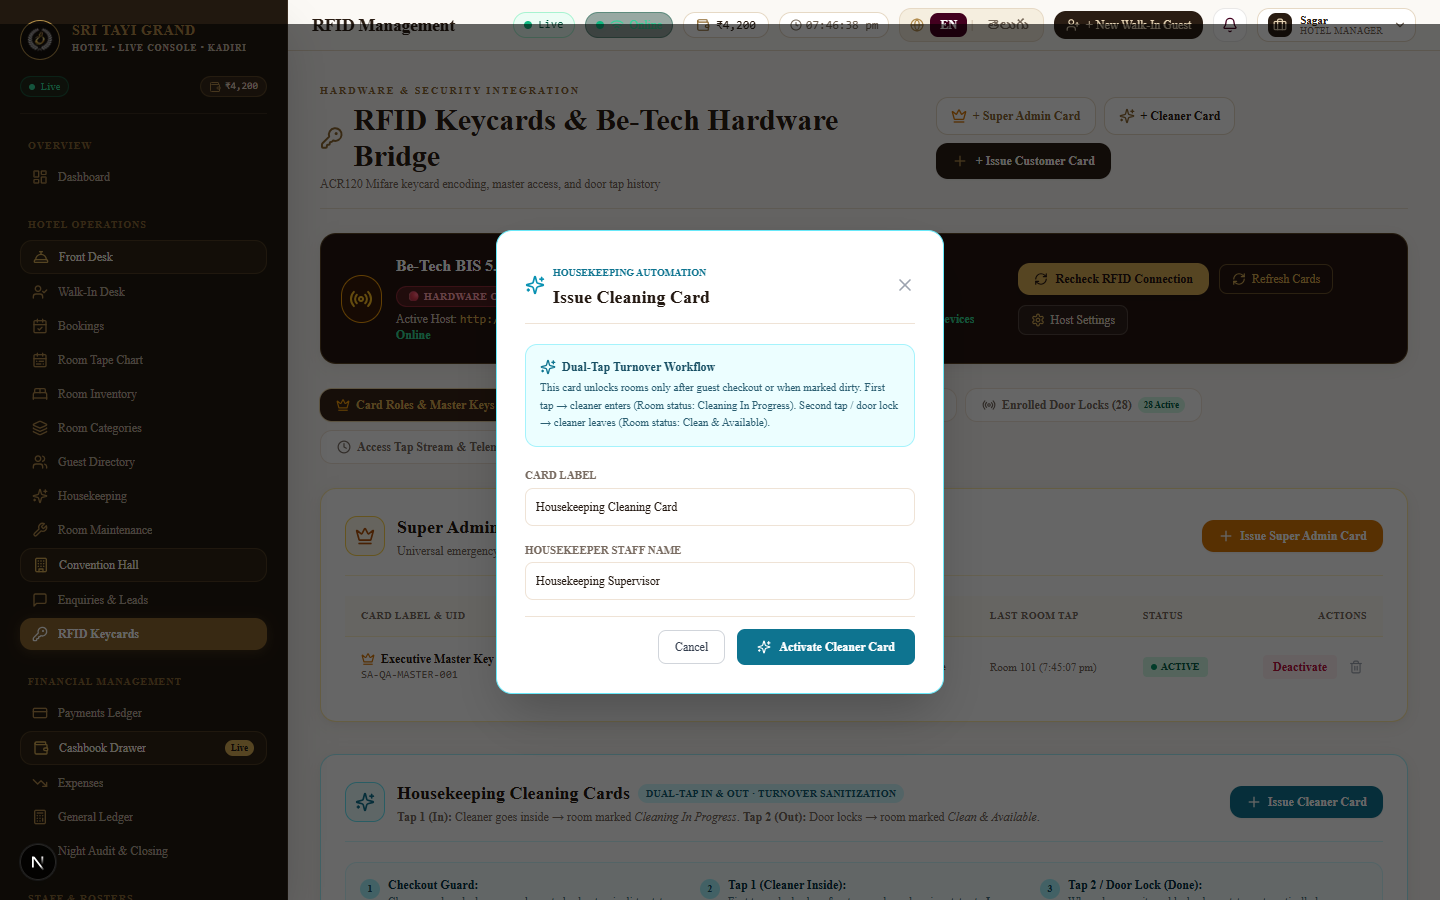 SRI TAYI GRAND
HOTEL • LIVE CONSOLE • KADIRI
Live
₹4,200
OVERVIEW
Dashboard
HOTEL OPERATIONS
Front Desk
Walk-In Desk
Bookings
Room Tape Chart
Room Inventory
Room Categories
Guest Directory
Housekeeping
Room Maintenance
Convention Hall
Enquiries & Leads
RFID Keycards
FINANCIAL MANAGEMENT
Payments Ledger
Cashbook Drawer
Live
Expenses
General Ledger
Night Audit & Closing
STAFF & ROSTERS
RFID Management
Live
₹4,200
07:46:38 pm
EN
తెలుగు
+ New Walk-In Guest
Sagar
HOTEL MANAGER
HARDWARE & SECURITY INTEGRATION
RFID Keycards & Be-Tech Hardware
Bridge
ACR120 Mifare keycard encoding, master access, and door tap history
+ Super Admin Card
+ Cleaner Card
+ Issue Customer Card
Be-Tech BIS 5.
HARDWARE
Active Host: http:/
Online
evices
Recheck RFID Connection
Refresh Cards
Host Settings
Card Roles & Master Keys
Enrolled Door Locks (28)
28 Active
Access Tap Stream & Telem
Super Admin
Universal emergency
Issue Super Admin Card
CARD LABEL & UID
LAST ROOM TAP
STATUS
ACTIONS
Executive Master Key
SA-QA-MASTER-001
Room 101 (7:45:07 pm)
ACTIVE
Deactivate
Housekeeping Cleaning Cards
DUAL-TAP IN & OUT · TURNOVER SANITIZATION
Tap 1 (In): Cleaner goes inside → room marked Cleaning In Progress. Tap 2 (Out): Door locks → room marked Clean & Available.
Issue Cleaner Card
1
Checkout Guard:
2
Tap 1 (Cleaner Inside):
3
Tap 2 / Door Lock (Done):
HOUSEKEEPING AUTOMATION
Issue Cleaning Card
Dual-Tap Turnover Workflow
This card unlocks rooms only after guest checkout or when marked dirty. First
tap → cleaner enters (Room status: Cleaning In Progress). Second tap / door lock
→ cleaner leaves (Room status: Clean & Available).
CARD LABEL
Housekeeping Cleaning Card
HOUSEKEEPER STAFF NAME
Housekeeping Supervisor
Cancel
Activate Cleaner Card
N